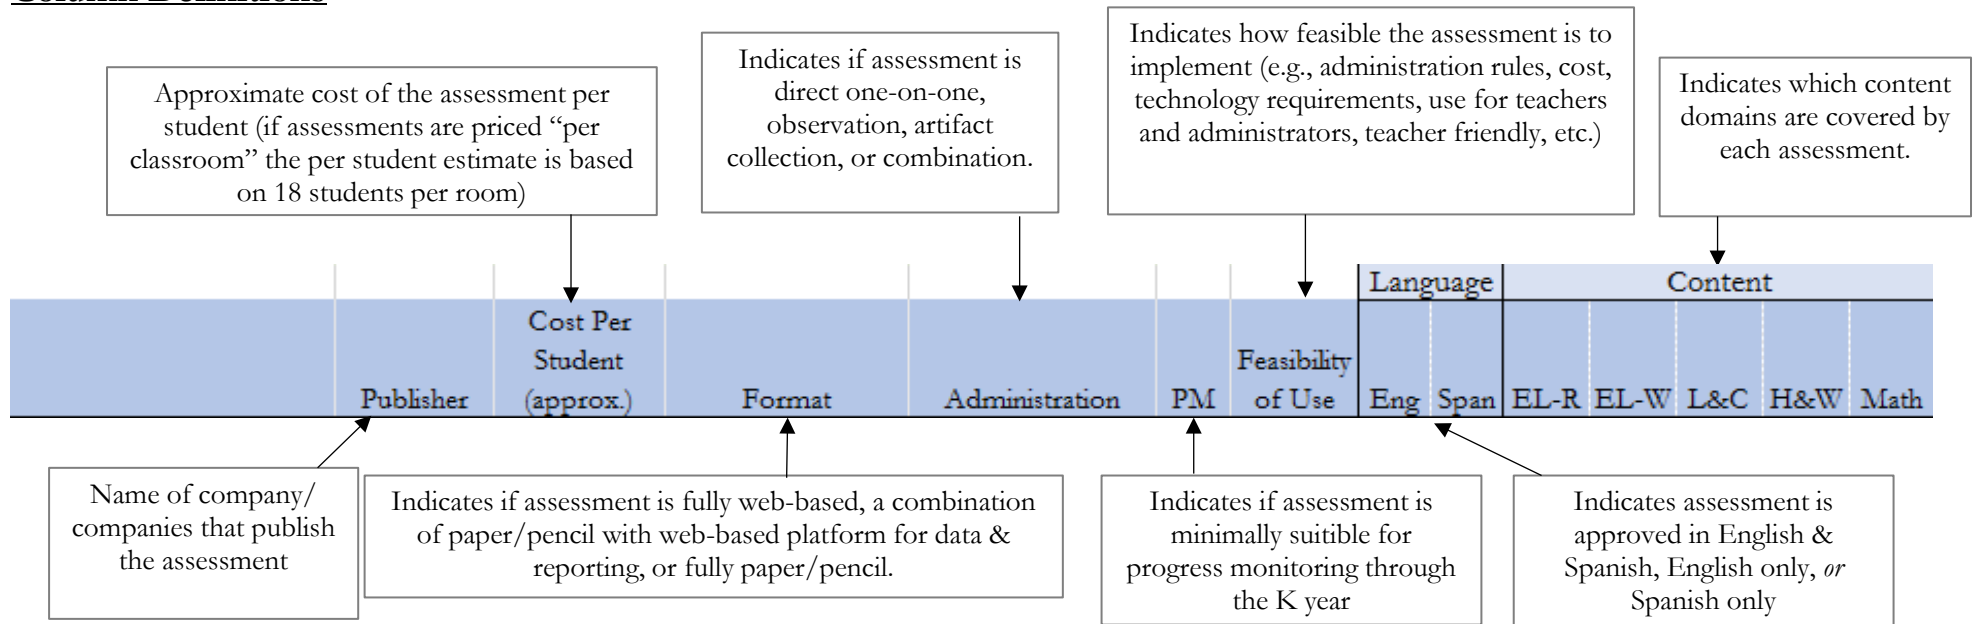 Column Definitions
Indicates how feasible the assessment is to
implement (e.g., administration rules, cost,
technology requirements, use for teachers
and administrators, teacher friendly, etc.)
Indicates if assessment is
direct one-on-one,
observation, artifact
collection, or combination.
Approximate cost of the assessment per
student (if assessments are priced “per
classroom” the per student estimate is based
on 18 students per room)
Indicates which content
domains are covered by
each assessment.
Language
Content
Publisher
Cost Per
Student
(approx.)
Format
Administration
PM
Feasibility
of Use
Eng
Span
EL-R
EL-W
L&C
H&W
Math
Name of company/
companies that publish
the assessment
Indicates if assessment is fully web-based, a combination
of paper/pencil with web-based platform for data &
reporting, or fully paper/pencil.
Indicates if assessment is
minimally suitible for
progress monitoring through
the K year
Indicates assessment is
approved in English &
Spanish, English only, or
Spanish only